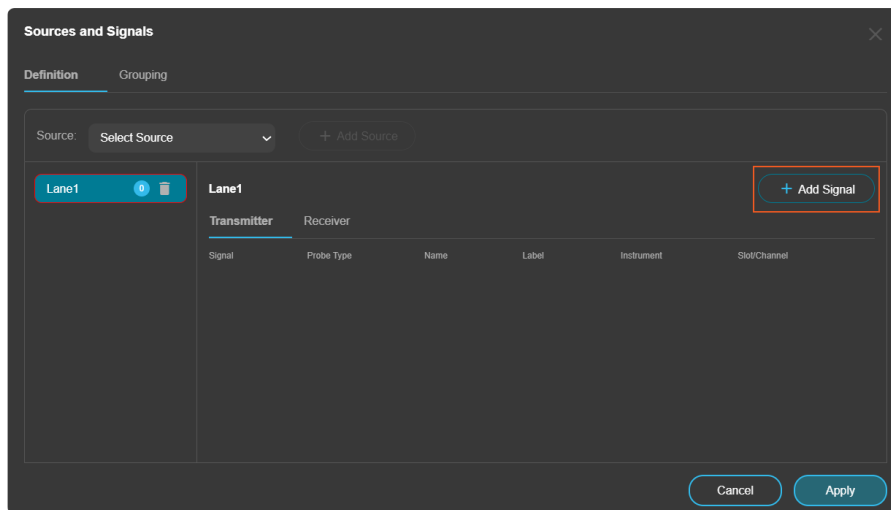 Sources and Signals
Definition Grouping
Source: Select Source + Add Source
Lane1 0
Lane1 + Add Signal
Transmitter Receiver
Signal Probe Type Name Label Instrument Slot/Channel
Cancel Apply